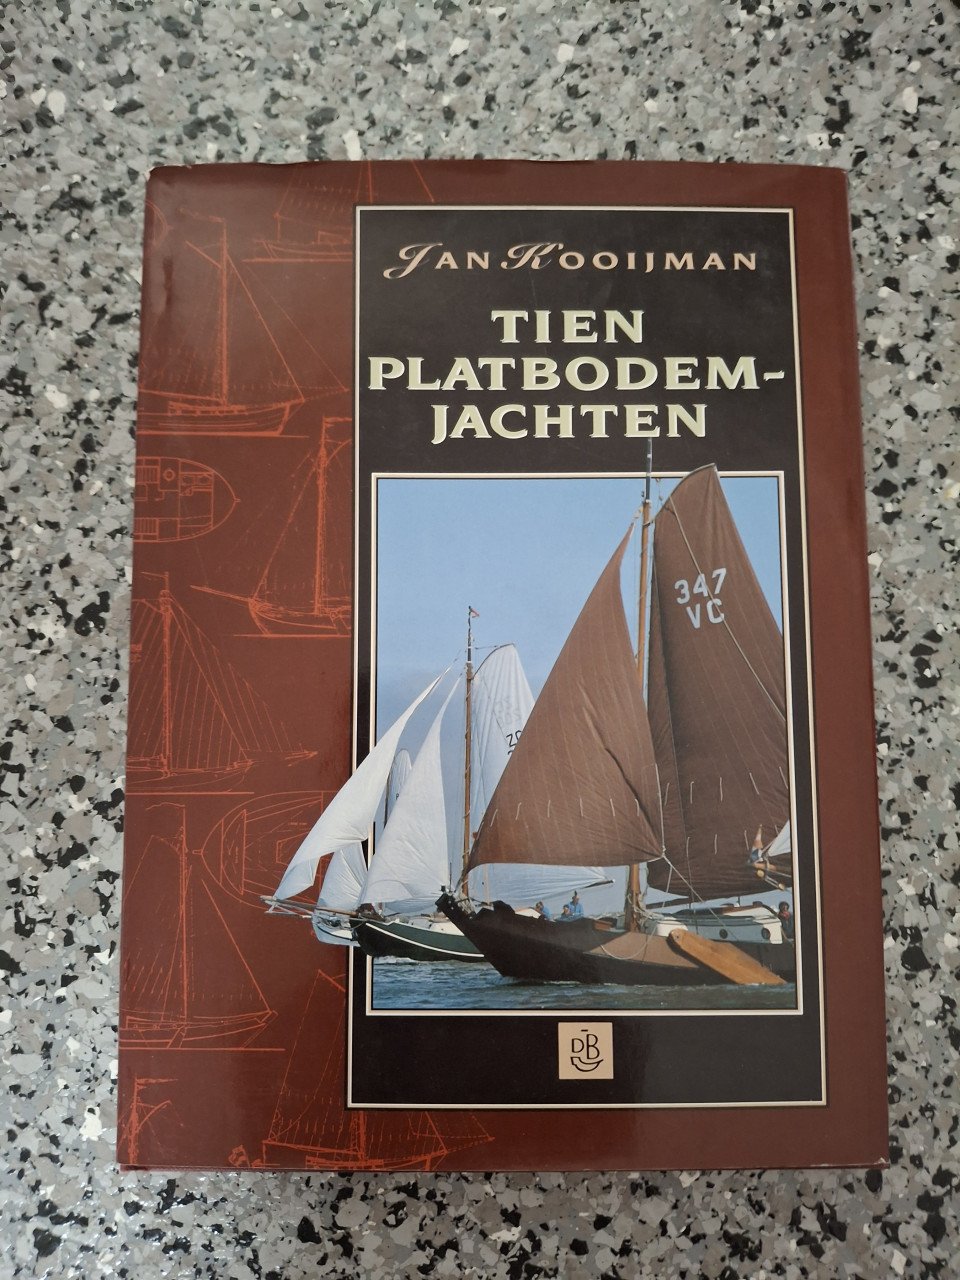 JAN KOOIJMAN
TIEN
PLATBODEM-
JACHTEN
347
VC
DB